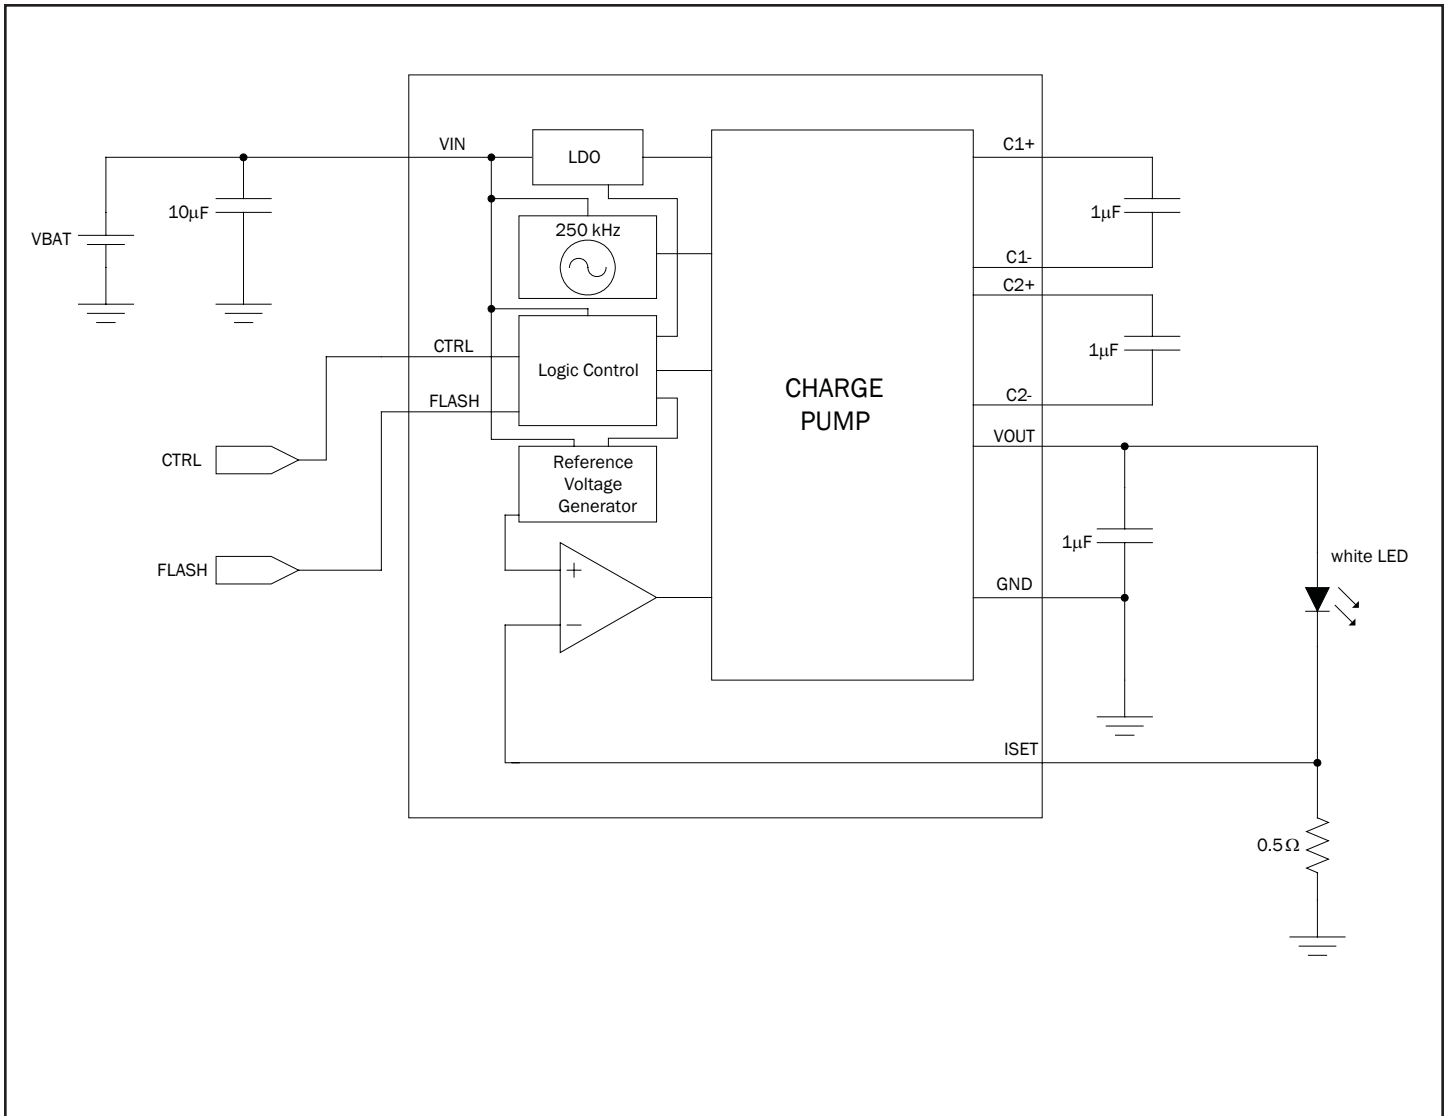 VIN
LDO
C1+
10μF
1μF
VBAT
250 kHz
C1-
C2+
CTRL
Logic Control
1μF
CHARGE
PUMP
FLASH
C2-
VOUT
CTRL
Reference
Voltage
Generator
1μF
white LED
FLASH
+
GND
−
ISET
0.5Ω